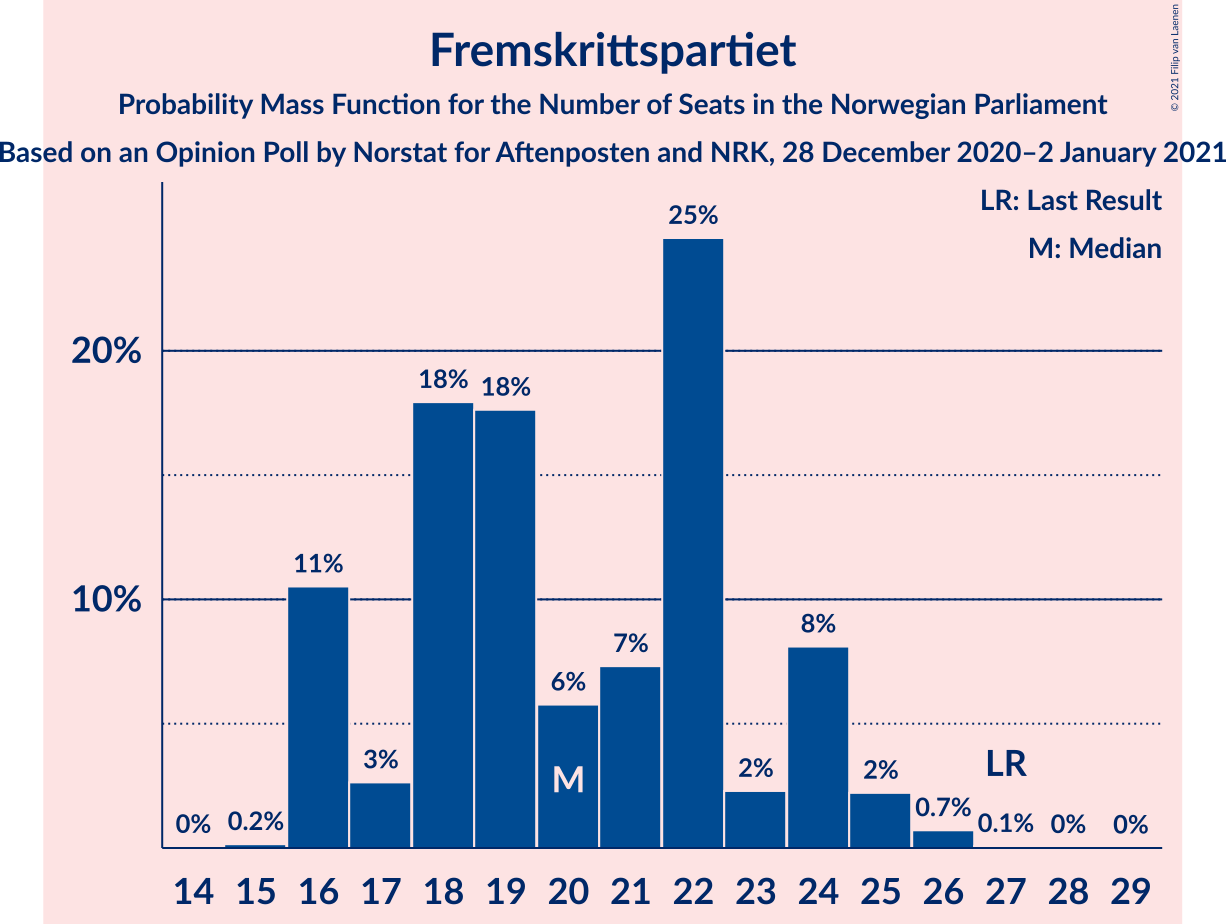 Fremskrittspartiet
Probability Mass Function for the Number of Seats in the Norwegian Parliament
Based on an Opinion Poll by Norstat for Aftenposten and NRK, 28 December 2020–2 January 2021
© 2021 Filip van Laenen
LR: Last Result
M: Median
20%
10%
0%
0.2%
11%
3%
18%
18%
6%
7%
25%
2%
8%
2%
0.7%
0.1%
0%
0%
M
LR
14 15 16 17 18 19 20 21 22 23 24 25 26 27 28 29